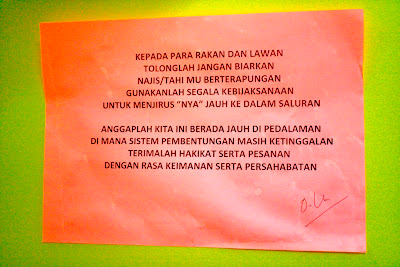 KEPADA PARA RAKAN DAN LAWAN
TOLONGLAH JANGAN BIARKAN
NAJIS/TAHI MU BERTERAPUNGAN
GUNAKANLAH SEGALA KEBIJAKSANAAN
UNTUK MENJIRUS "NYA" JAUH KE DALAM SALURAN
ANGGAPLAH KITA INI BERADA JAUH DI PEDALAMAN
DI MANA SISTEM PEMBENTUNGAN MASIH KETINGGALAN
TERIMALAH HAKIKAT SERTA PESANAN
DENGAN RASA KEIMANAN SERTA PERSAHABATAN